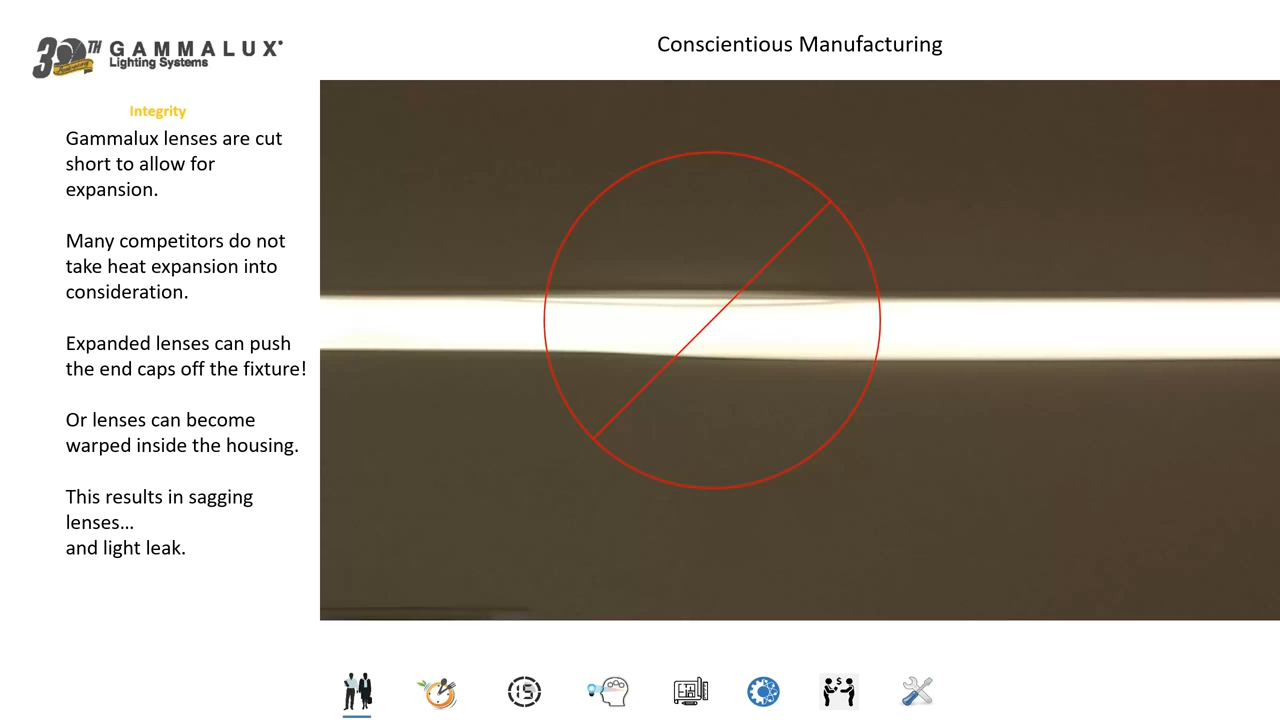 30TH
Anniversary
GAMMALUX
Lighting Systems
Conscientious Manufacturing
Integrity
Gammalux lenses are cut
short to allow for
expansion.
Many competitors do not
take heat expansion into
consideration.
Expanded lenses can push
the end caps off the fixture!
Or lenses can become
warped inside the housing.
This results in sagging
lenses…
and light leak.
15
$